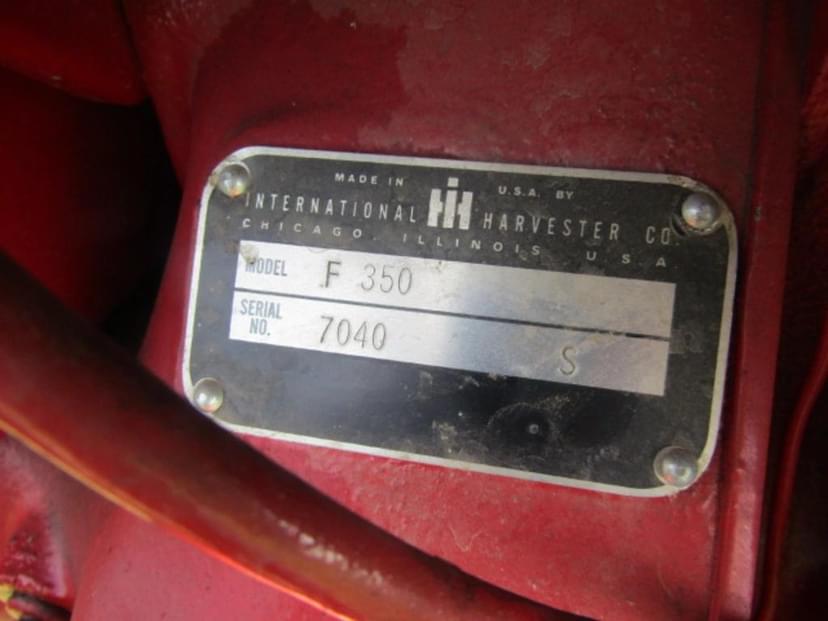 MADE IN U.S.A. BY
INTERNATIONAL IH HARVESTER CO.
CHICAGO ILLINOIS U S A
MODEL F 350
SERIAL NO. 7040 S